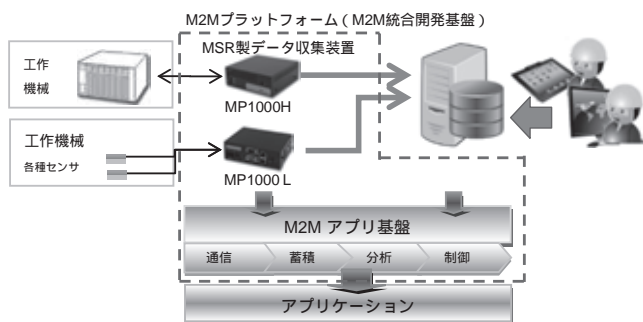 M2Mプラットフォーム(M2M統合開発基盤)
MSR製データ収集装置
工作
機械
MP1000H
工作機械
各種センサ
MP1000L
M2M アプリ基盤
通信
蓄積
分析
制御
アプリケーション